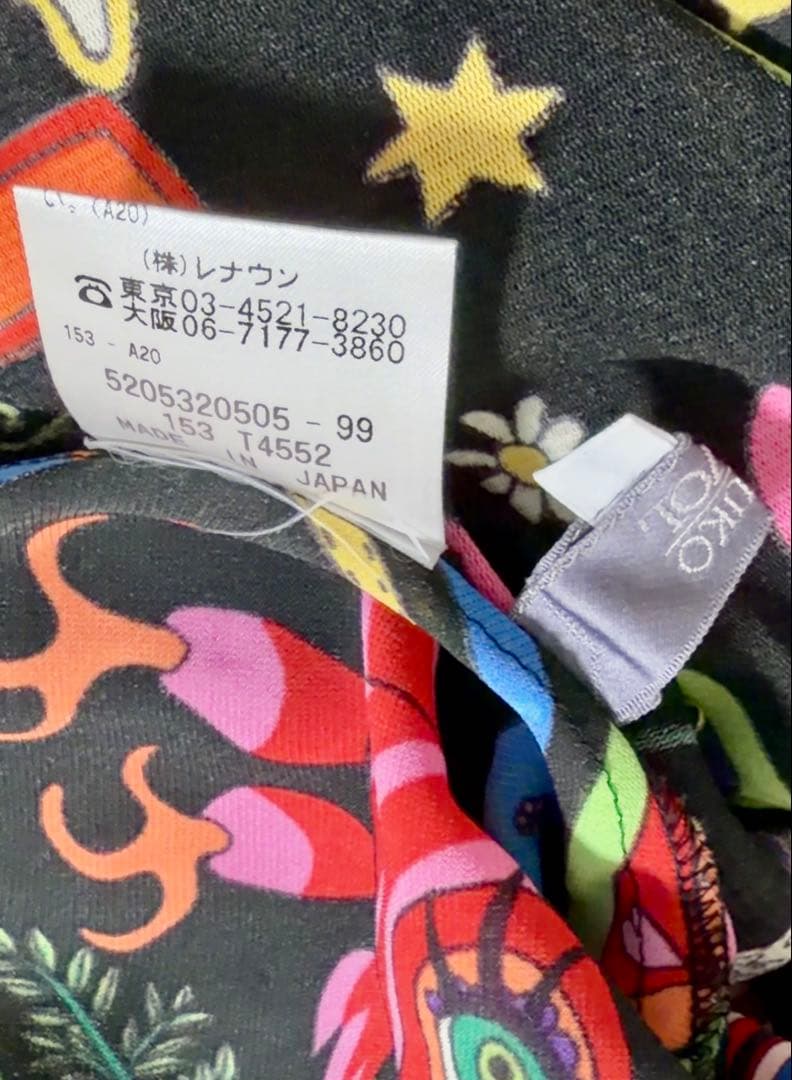 い。(A20)
(株)レナウン
☎東京03-4521-8230
大阪06-7177-3860
153 - A20
5205320505 - 99
153 T4552
MADE IN JAPAN